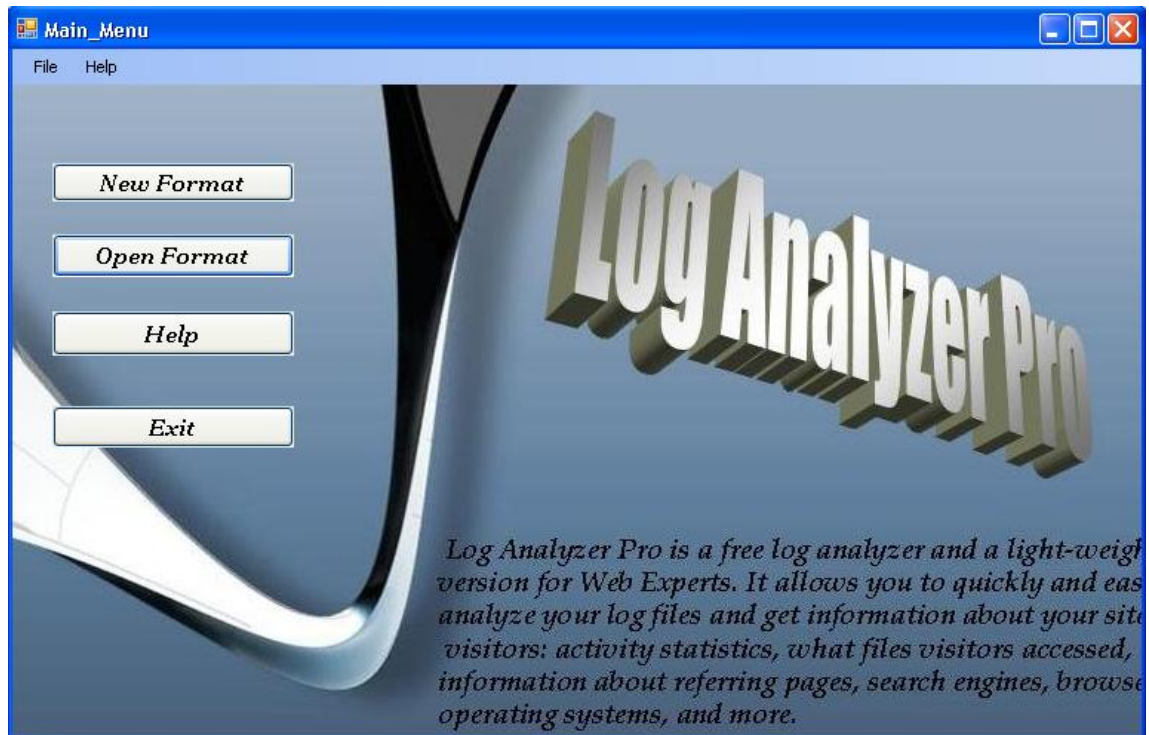 Main_Menu
File Help
New Format
Open Format
Help
Exit
Log Analyzer Pro
Log Analyzer Pro is a free log analyzer and a light-weigh
version for Web Experts. It allows you to quickly and eas
analyze your log files and get information about your site
visitors: activity statistics, what files visitors accessed,
information about referring pages, search engines, browse
operating systems, and more.